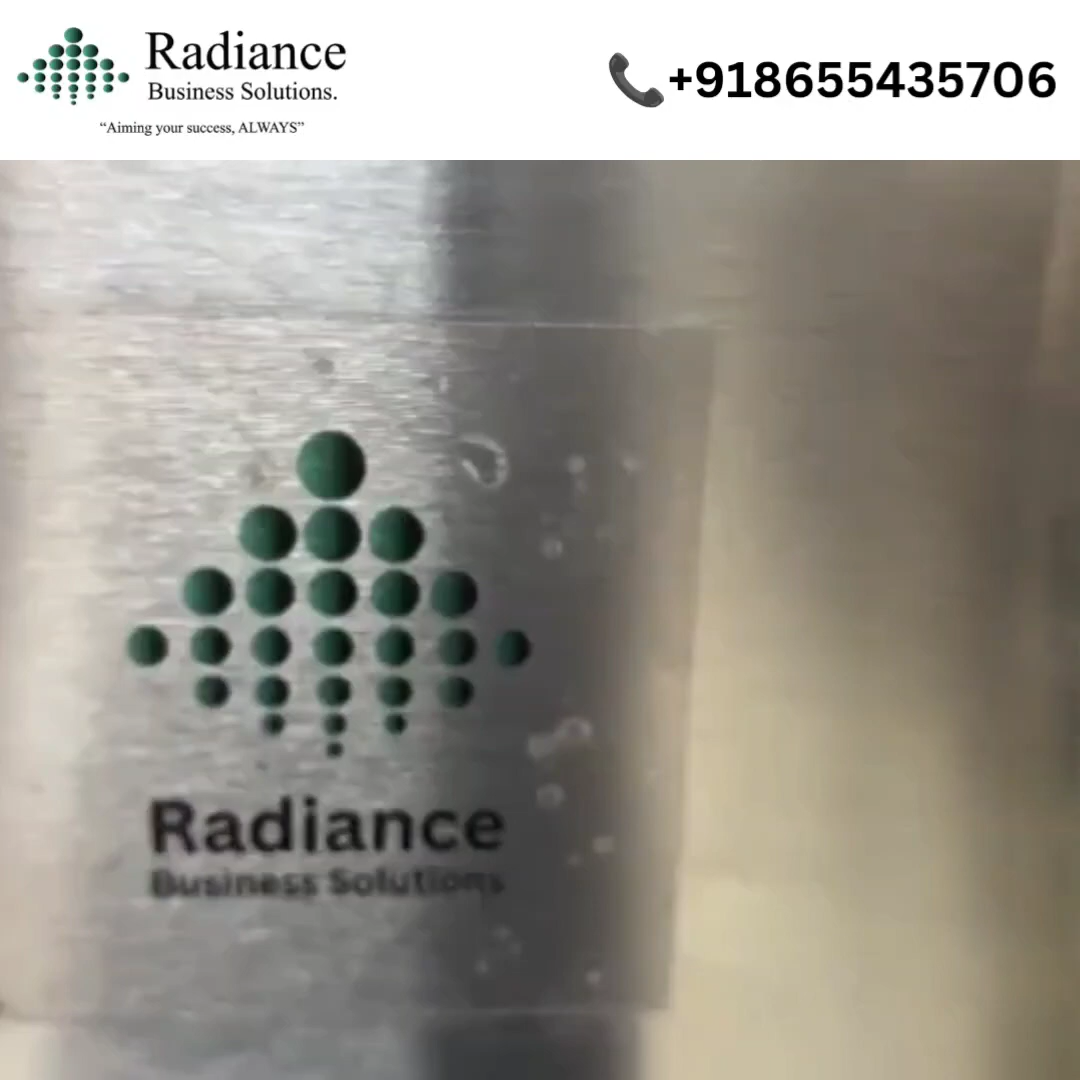 Radiance
Business Solutions.
“Aiming your success, ALWAYS”
+918655435706
Radiance
Business Solutions